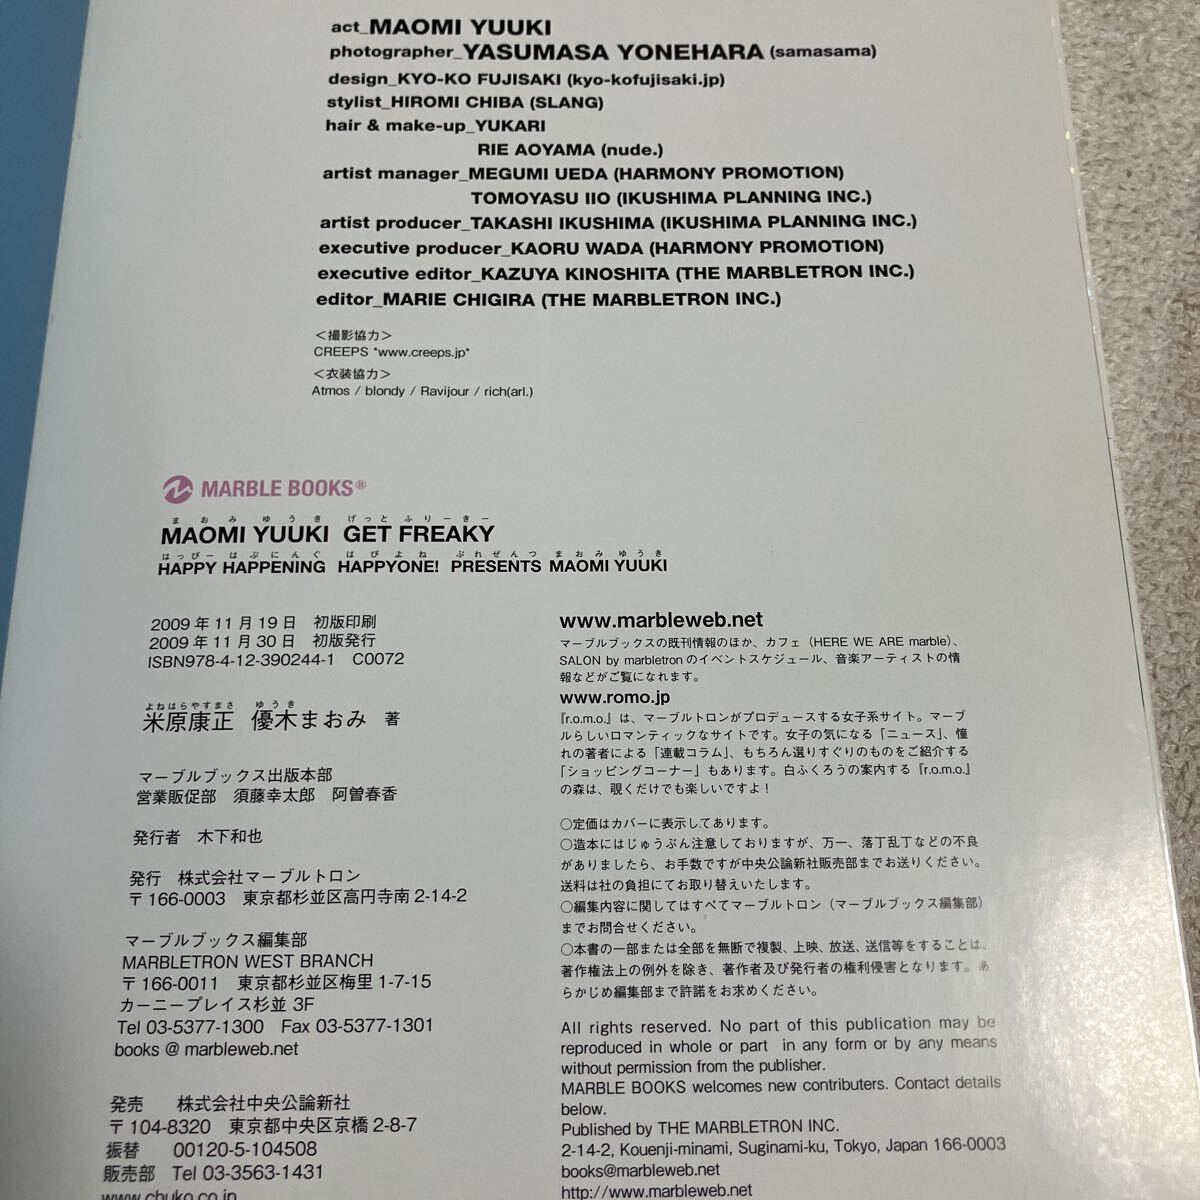 act_MAOMI YUUKI
photographer_YASUMASA YONEHARA (samasama)
design_KYO-KO FUJISAKI (kyo-kofujisaki.jp)
stylist_HIROMI CHIBA (SLANG)
hair & make-up_YUKARI
RIE AOYAMA (nude.)
artist manager_MEGUMI UEDA (HARMONY PROMOTION)
TOMOYASU IIO (IKUSHIMA PLANNING INC.)
artist producer_TAKASHI IKUSHIMA (IKUSHIMA PLANNING INC.)
executive producer_KAORU WADA (HARMONY PROMOTION)
executive editor_KAZUYA KINOSHITA (THE MARBLETRON INC.)
editor_MARIE CHIGIRA (THE MARBLETRON INC.)
＜撮影協力＞
CREEPS *www.creeps.jp*
＜衣装協力＞
Atmos / blondy / Ravijour / rich(arl.)
MARBLE BOOKS®
まおみ ゆうき げっと ふりーきー
MAOMI YUUKI GET FREAKY
はっぴー はぷにんぐ はぴよね ぷれぜんつ まおみ ゆうき
HAPPY HAPPENING HAPPYONE! PRESENTS MAOMI YUUKI
2009年11月19日 初版印刷
2009年11月30日 初版発行
ISBN978-4-12-390244-1 C0072
よねはらやすまさ ゆうき
米原康正 優木まおみ 著
マーブルブックス出版本部
営業販促部 須藤幸太郎 阿曽春香
発行者 木下和也
発行 株式会社マーブルトロン
〒166-0003 東京都杉並区高円寺南2-14-2
マーブルブックス編集部
MARBLETRON WEST BRANCH
〒166-0011 東京都杉並区梅里1-7-15
カーニープレイス杉並3F
Tel 03-5377-1300 Fax 03-5377-1301
books @ marbleweb.net
発売 株式会社中央公論新社
〒104-8320 東京都中央区京橋2-8-7
振替 00120-5-104508
販売部 Tel 03-3563-1431
www.chuko.co.jp
www.marbleweb.net
マーブルブックスの既刊情報のほか、カフェ（HERE WE ARE marble）、
SALON by marbletronのイベントスケジュール、音楽アーティストの情
報などがご覧になれます。
www.romo.jp
『r.o.m.o.』は、マーブルトロンがプロデュースする女子系サイト。マーブ
ルらしいロマンティックなサイトです。女子の気になる「ニュース」、憧
れの著者による「連載コラム」、もちろん選りすぐりのものをご紹介する
「ショッピングコーナー」もあります。白ふくろうの案内する『r.o.m.o.』
の森は、覗くだけでも楽しいですよ！
○定価はカバーに表示してあります。
○造本にはじゅうぶん注意しておりますが、万一、落丁乱丁などの不良
がありましたら、お手数ですが中央公論新社販売部までお送りください。
送料は社の負担にてお取り替えいたします。
○編集内容に関してはすべてマーブルトロン（マーブルブックス編集部）
までお問合せください。
○本書の一部または全部を無断で複製、上映、放送、送信等をすることは、
著作権法上の例外を除き、著作者及び発行者の権利侵害となります。あ
らかじめ編集部まで許諾をお求めください。
All rights reserved. No part of this publication may be
reproduced in whole or part in any form or by any means
without permission from the publisher.
MARBLE BOOKS welcomes new contributers. Contact details
below.
Published by THE MARBLETRON INC.
2-14-2, Kouenji-minami, Suginami-ku, Tokyo, Japan 166-0003
books@marbleweb.net
http://www.marbleweb.net